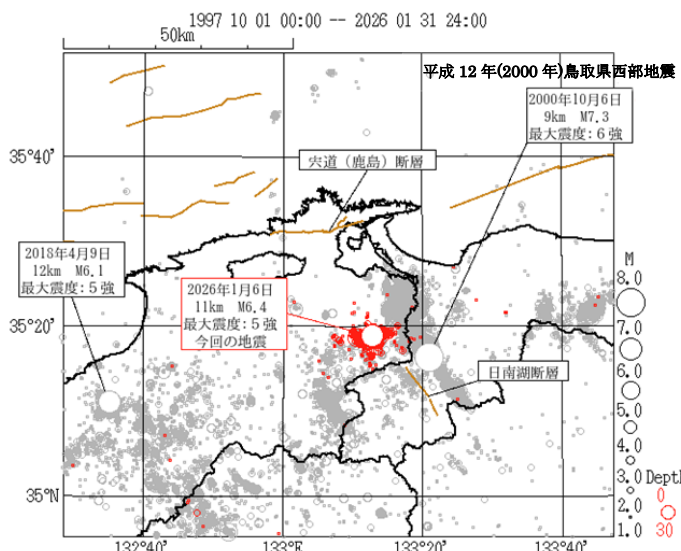 1997 10 01 00:00 -- 2026 01 31 24:00
50km
平成 12 年(2000 年)鳥取県西部地震
2000年10月6日
9km M7.3
最大震度:6強
35°40′
宍道（鹿島）断層
2018年4月9日
12km M6.1
最大震度:5強
2026年1月6日
11km M6.4
最大震度:5強
今回の地震
M
8.0
7.0
6.0
5.0
4.0
3.0
2.0
1.0
35°20′
日南湖断層
35°N
Depth
0
30
132°40′
133°E
133°20′
133°40′